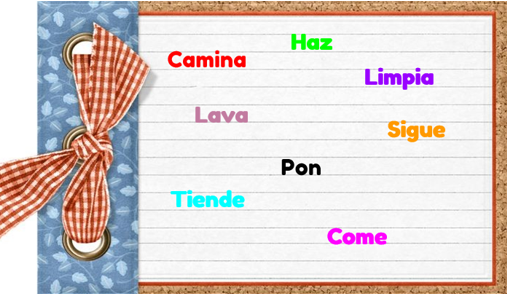 Haz
Camina
Limpia
Lava
Sigue
Pon
Tiende
Come